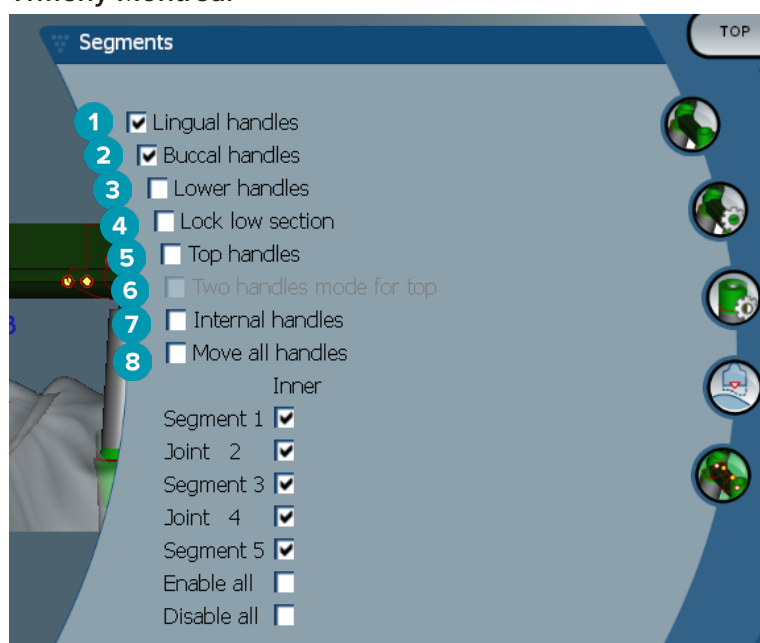 TOP
Segments
1 Lingual handles
2 Buccal handles
3 Lower handles
4 Lock low section
5 Top handles
6 Two handles mode for top
7 Internal handles
8 Move all handles
Inner
Segment 1
Joint 2
Segment 3
Joint 4
Segment 5
Enable all
Disable all